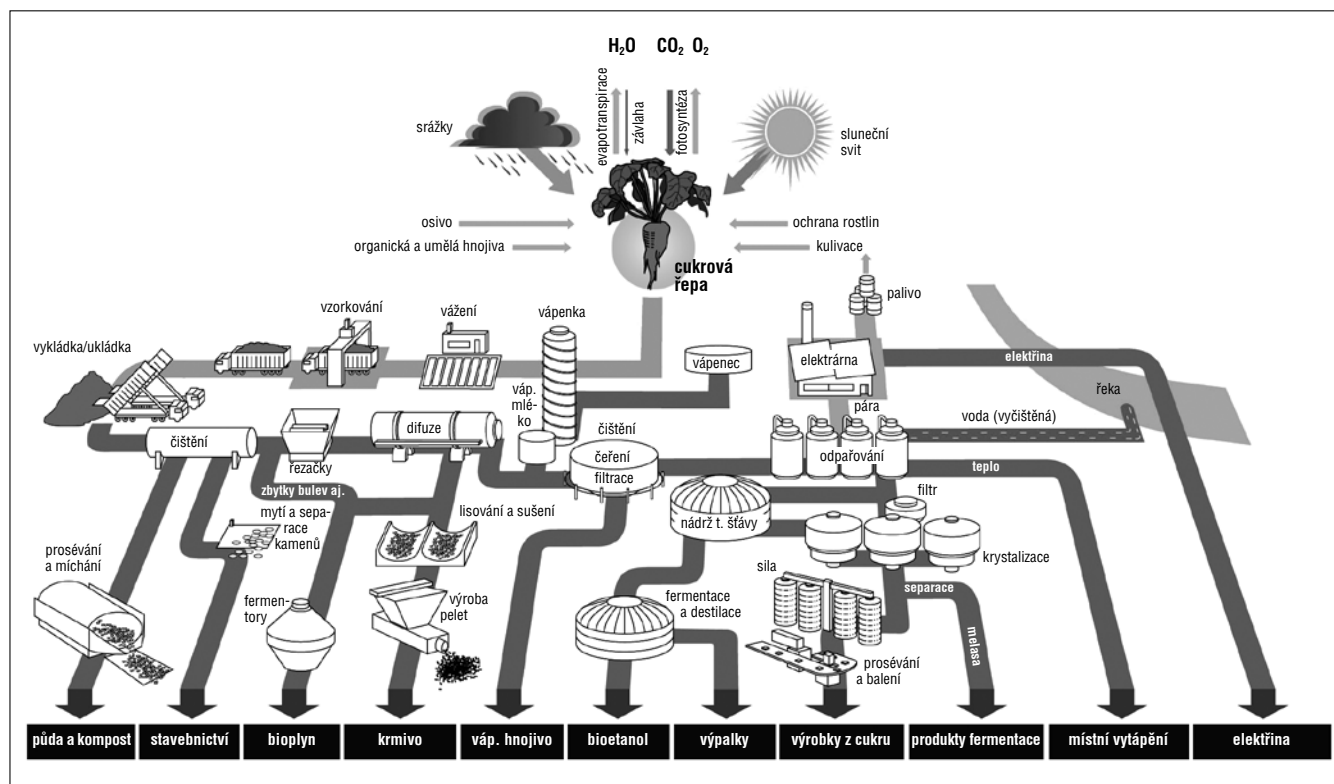 H₂O CO₂ O₂
evapotranspirace
závlaha
fotosyntéza
srážky
sluneční
svit
osivo
ochrana rostlin
organická a umělá hnojiva
kulivace
cukrová
řepa
palivo
vzorkování
vážení
vápenka
vykládka/ukládka
vápenec
elektrárna
elektřina
řeka
váp.
mlé-
ko
pára
voda (vyčištěná)
čištění
řezačky
difuze
čištění
čeření
filtrace
odpařování
teplo
zbytky bulev aj.
mytí a sepa-
race
kamenů
lisování a sušení
nádrž t. šťávy
filtr
krystalizace
prosévání
a míchání
fermen-
tory
výroba
pelet
fermentace
a destilace
sila
separace
melasa
prosévání
a balení
půda a kompost
stavebnictví
bioplyn
krmivo
váp. hnojivo
bioetanol
výpalky
výrobky z cukru
produkty fermentace
místní vytápění
elektřina